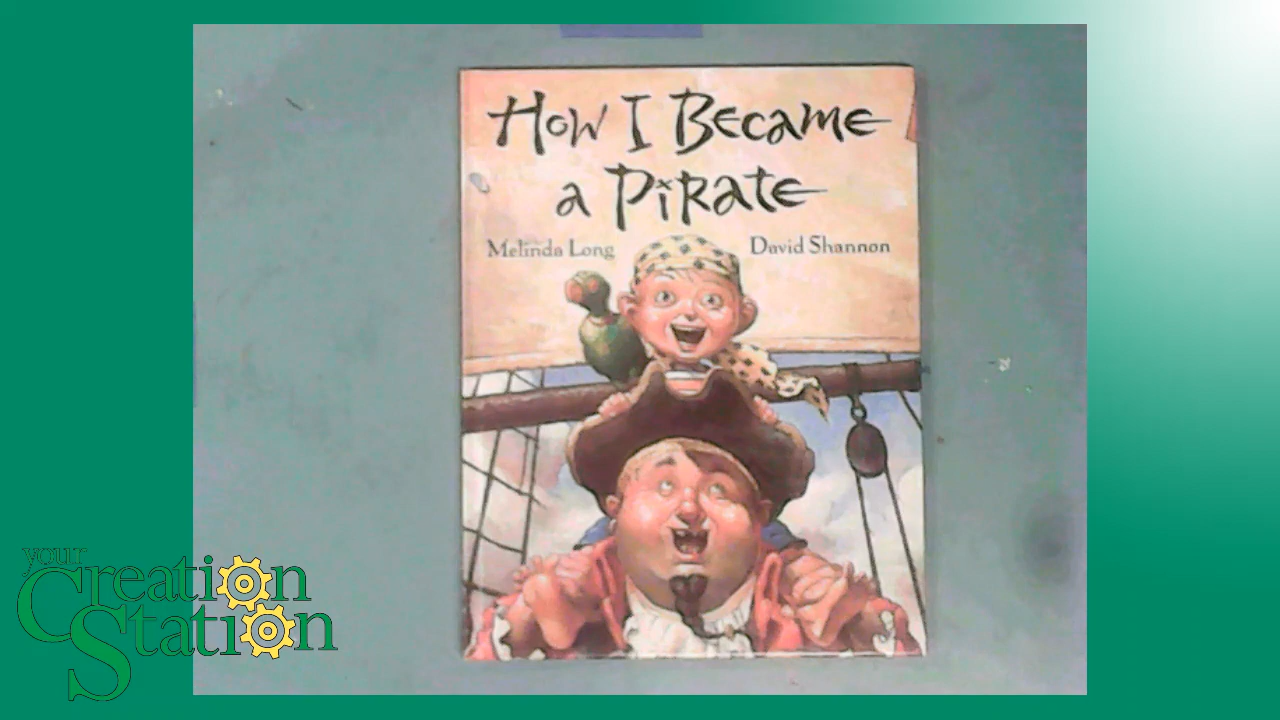 How I Became
a Pirate
Melinda Long David Shannon
your
Creation
Station